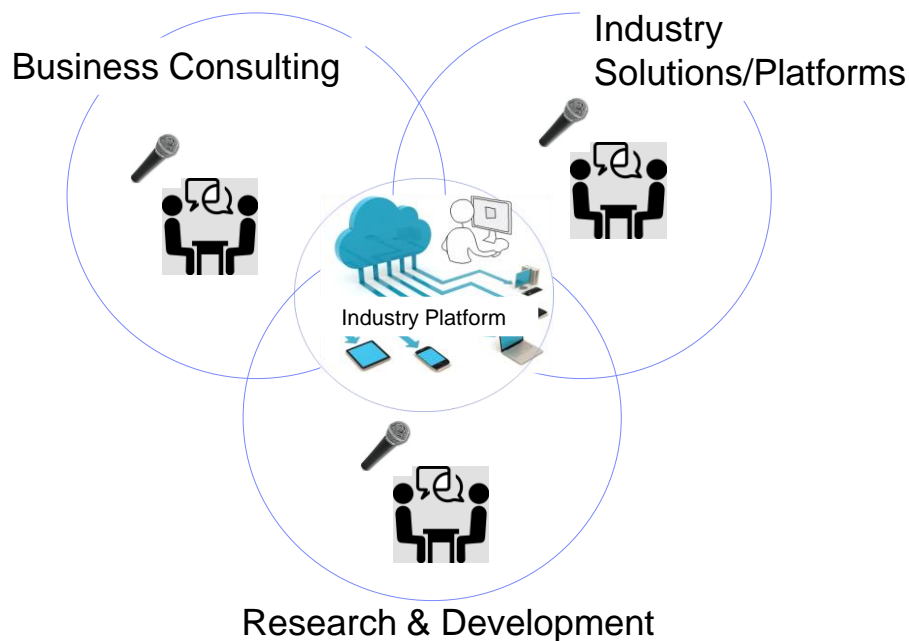 Business Consulting
Industry
Solutions/Platforms
Industry Platform
Research & Development